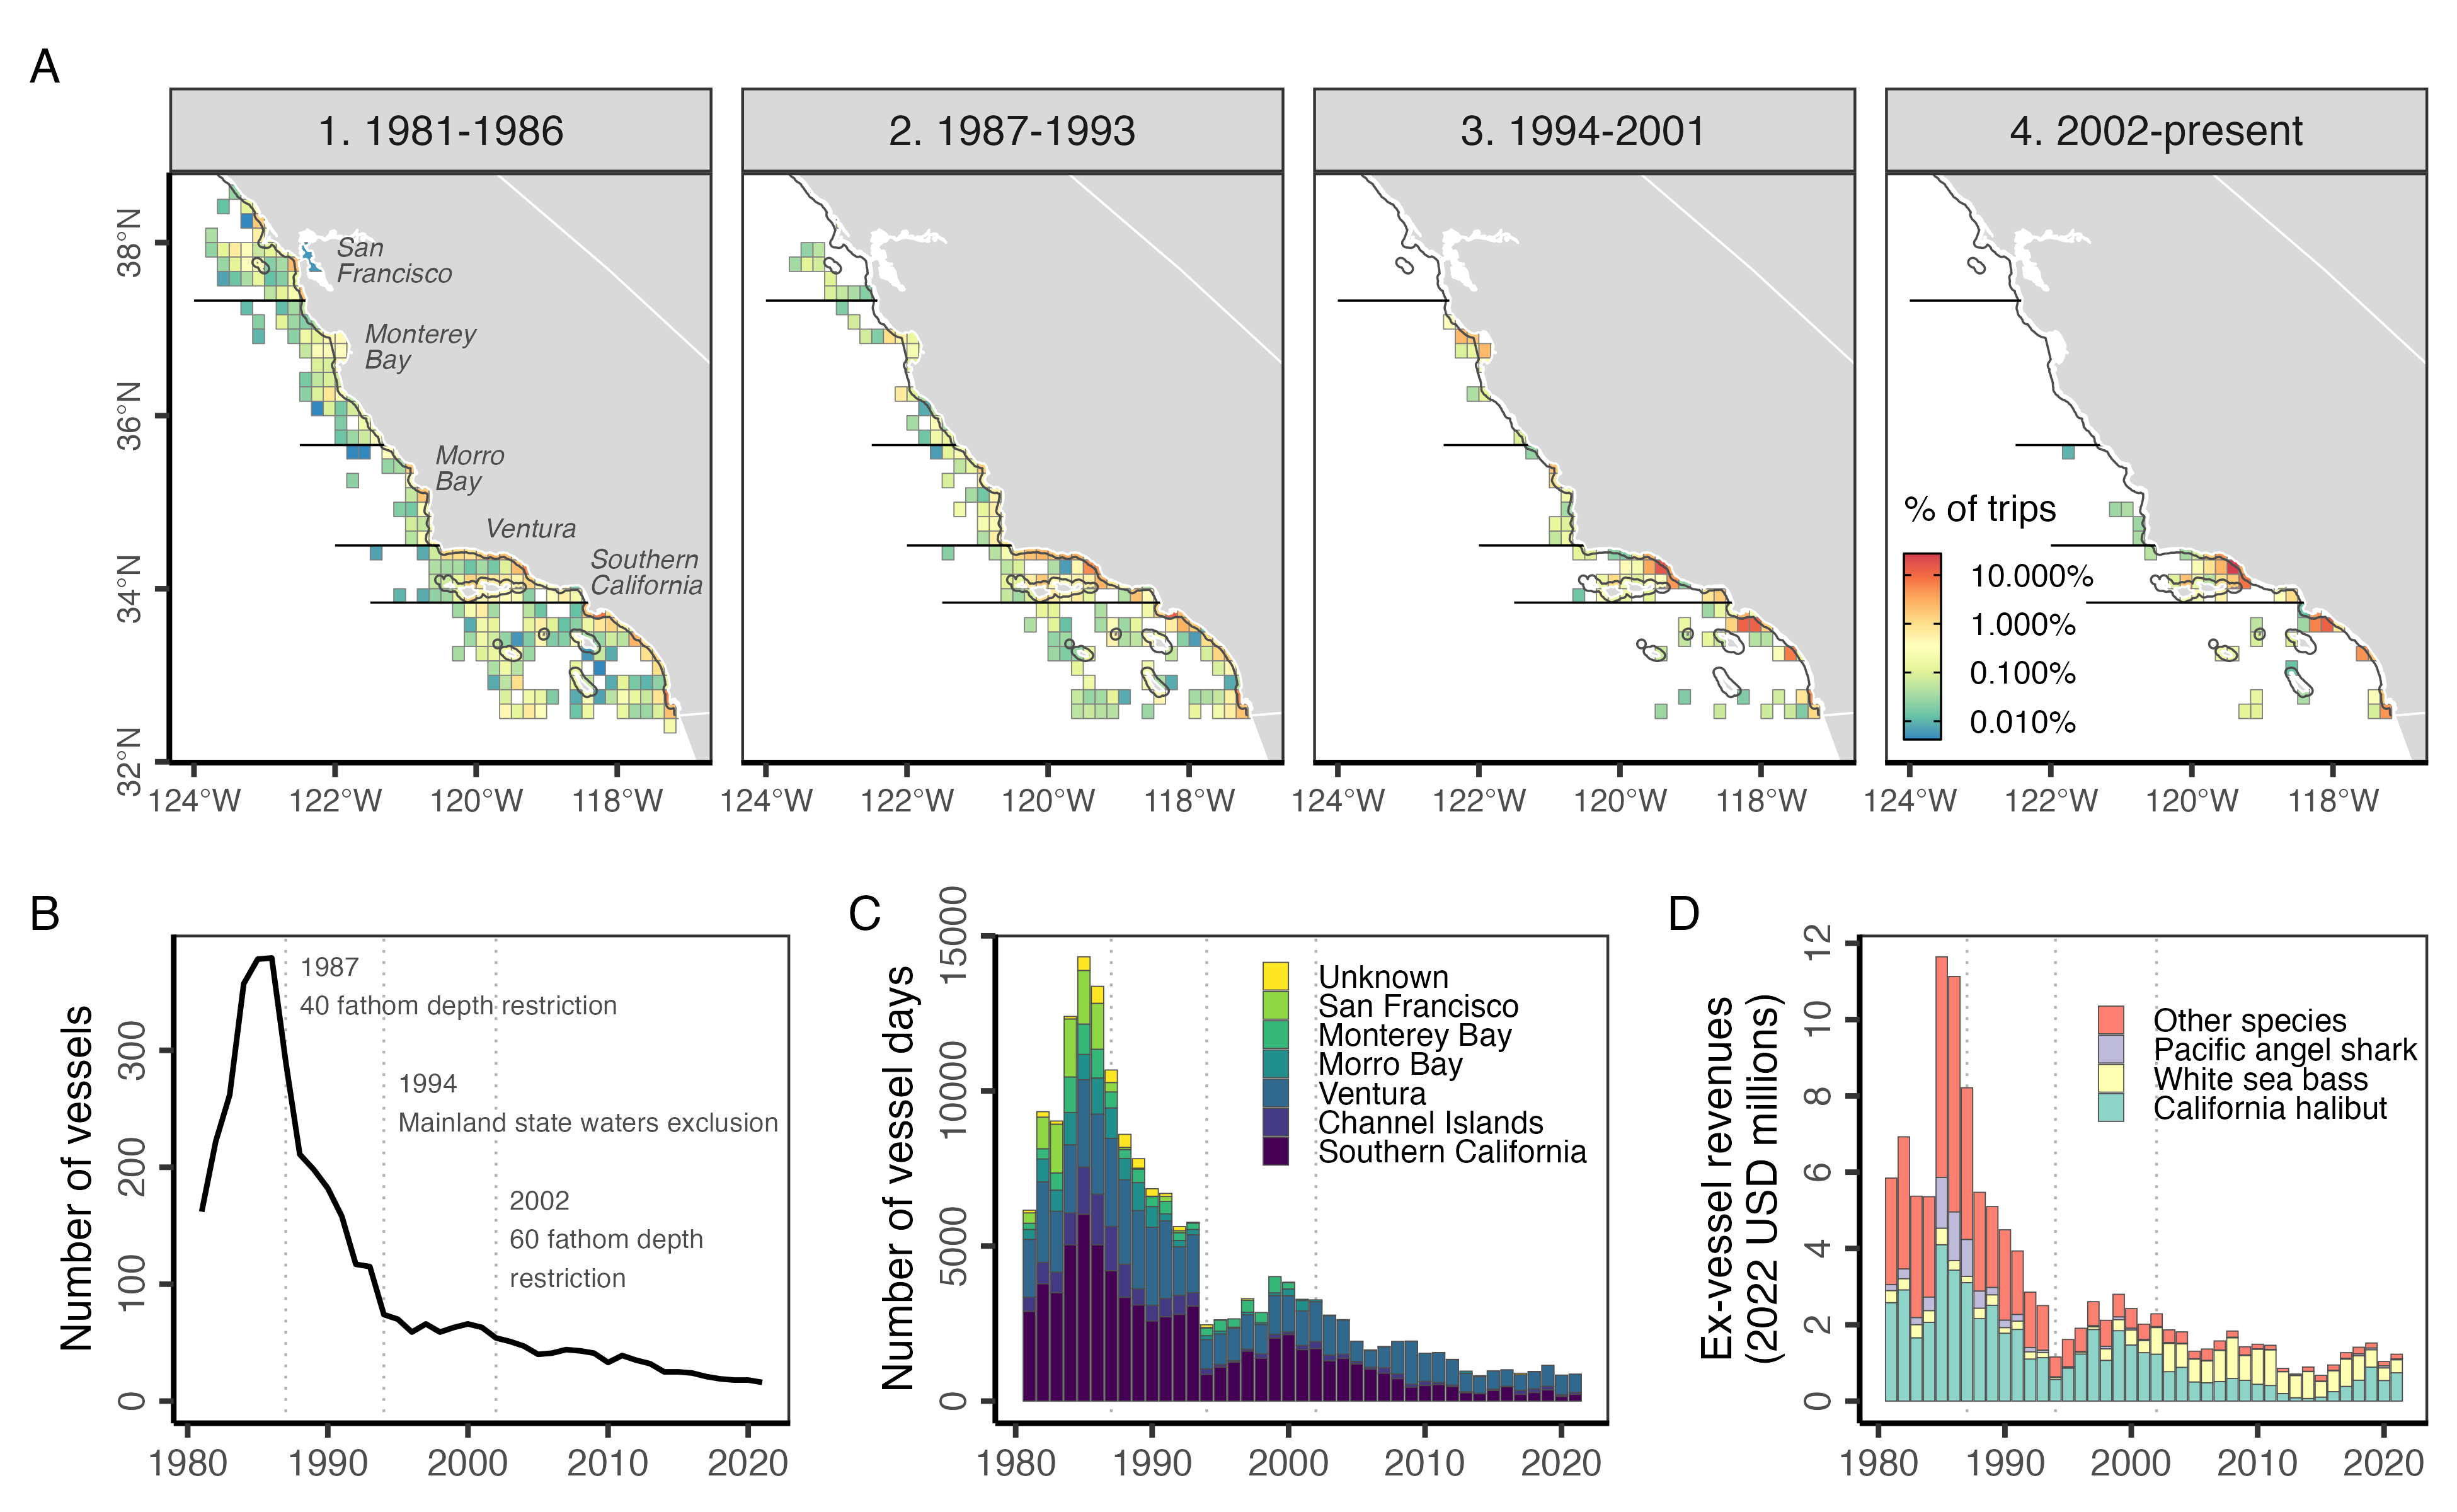 A
1. 1981-1986
2. 1987-1993
3. 1994-2001
4. 2002-present
38°N
36°N
34°N
32°N
San
Francisco
Monterey
Bay
Morro
Bay
Ventura
Southern
California
% of trips
10.000%
1.000%
0.100%
0.010%
124°W 122°W 120°W 118°W
124°W 122°W 120°W 118°W
124°W 122°W 120°W 118°W
124°W 122°W 120°W 118°W
B
Number of vessels
300
200
100
0
1987
40 fathom depth restriction
1994
Mainland state waters exclusion
2002
60 fathom depth
restriction
1980 1990 2000 2010 2020
C
Number of vessel days
15000
10000
5000
0
Unknown
San Francisco
Monterey Bay
Morro Bay
Ventura
Channel Islands
Southern California
1980 1990 2000 2010 2020
D
Ex-vessel revenues
(2022 USD millions)
12
10
8
6
4
2
0
Other species
Pacific angel shark
White sea bass
California halibut
1980 1990 2000 2010 2020